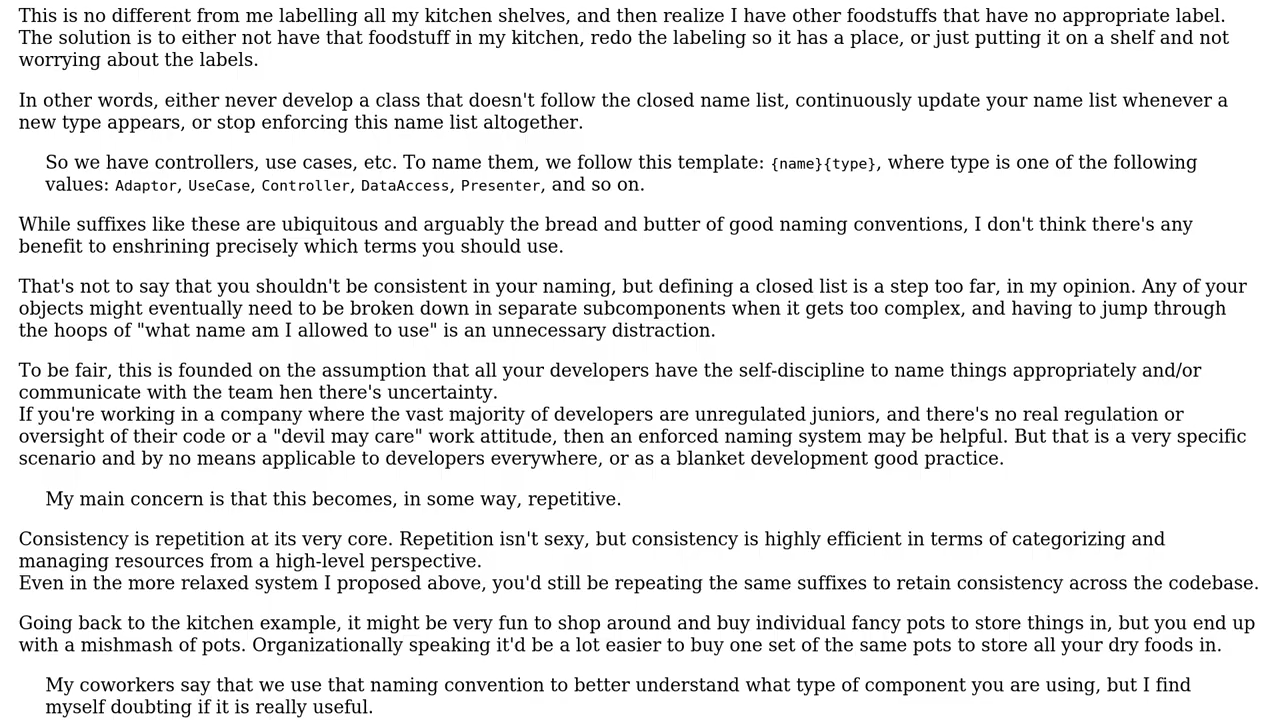 This is no different from me labelling all my kitchen shelves, and then realize I have other foodstuffs that have no appropriate label.
The solution is to either not have that foodstuff in my kitchen, redo the labeling so it has a place, or just putting it on a shelf and not
worrying about the labels.
In other words, either never develop a class that doesn't follow the closed name list, continuously update your name list whenever a
new type appears, or stop enforcing this name list altogether.
So we have controllers, use cases, etc. To name them, we follow this template: {name}{type}, where type is one of the following
values: Adaptor, UseCase, Controller, DataAccess, Presenter, and so on.
While suffixes like these are ubiquitous and arguably the bread and butter of good naming conventions, I don't think there's any
benefit to enshrining precisely which terms you should use.
That's not to say that you shouldn't be consistent in your naming, but defining a closed list is a step too far, in my opinion. Any of your
objects might eventually need to be broken down in separate subcomponents when it gets too complex, and having to jump through
the hoops of "what name am I allowed to use" is an unnecessary distraction.
To be fair, this is founded on the assumption that all your developers have the self-discipline to name things appropriately and/or
communicate with the team hen there's uncertainty.
If you're working in a company where the vast majority of developers are unregulated juniors, and there's no real regulation or
oversight of their code or a "devil may care" work attitude, then an enforced naming system may be helpful. But that is a very specific
scenario and by no means applicable to developers everywhere, or as a blanket development good practice.
My main concern is that this becomes, in some way, repetitive.
Consistency is repetition at its very core. Repetition isn't sexy, but consistency is highly efficient in terms of categorizing and
managing resources from a high-level perspective.
Even in the more relaxed system I proposed above, you'd still be repeating the same suffixes to retain consistency across the codebase.
Going back to the kitchen example, it might be very fun to shop around and buy individual fancy pots to store things in, but you end up
with a mishmash of pots. Organizationally speaking it'd be a lot easier to buy one set of the same pots to store all your dry foods in.
My coworkers say that we use that naming convention to better understand what type of component you are using, but I find
myself doubting if it is really useful.